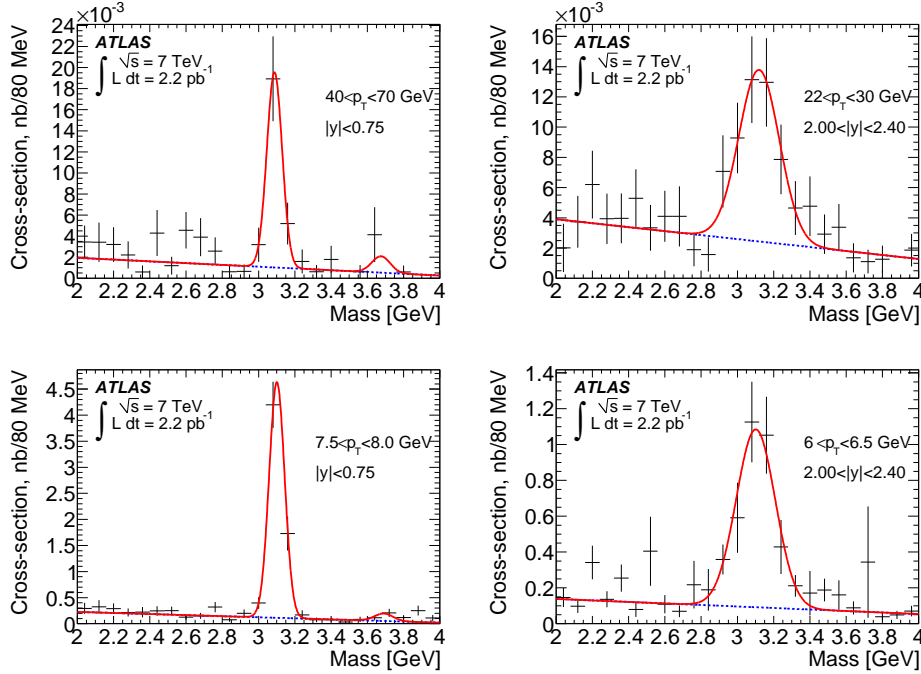 ×10⁻³
Cross-section, nb/80 MeV
24
22
20
18
16
14
12
10
8
6
4
2
0
ATLAS
∫ √s = 7 TeV
L dt = 2.2 pb⁻¹
40<p_T<70 GeV
|y|<0.75
2 2.2 2.4 2.6 2.8 3 3.2 3.4 3.6 3.8 4
Mass [GeV]
×10⁻³
Cross-section, nb/80 MeV
16
14
12
10
8
6
4
2
0
ATLAS
∫ √s = 7 TeV
L dt = 2.2 pb⁻¹
22<p_T<30 GeV
2.00<|y|<2.40
2 2.2 2.4 2.6 2.8 3 3.2 3.4 3.6 3.8 4
Mass [GeV]
Cross-section, nb/80 MeV
4.5
4
3.5
3
2.5
2
1.5
1
0.5
0
ATLAS
∫ √s = 7 TeV
L dt = 2.2 pb⁻¹
7.5<p_T<8.0 GeV
|y|<0.75
2 2.2 2.4 2.6 2.8 3 3.2 3.4 3.6 3.8 4
Mass [GeV]
Cross-section, nb/80 MeV
1.4
1.2
1
0.8
0.6
0.4
0.2
0
ATLAS
∫ √s = 7 TeV
L dt = 2.2 pb⁻¹
6 <p_T<6.5 GeV
2.00<|y|<2.40
2 2.2 2.4 2.6 2.8 3 3.2 3.4 3.6 3.8 4
Mass [GeV]